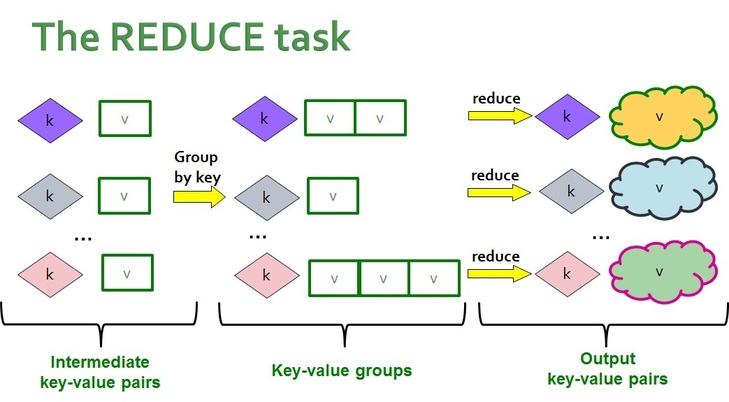 The REDUCE task
k v
k v v
reduce
k v
Group
by key
k v
k v
reduce
k v
...
...
...
k v
k v v v
reduce
k v
Intermediate
key-value pairs
Key-value groups
Output
key-value pairs